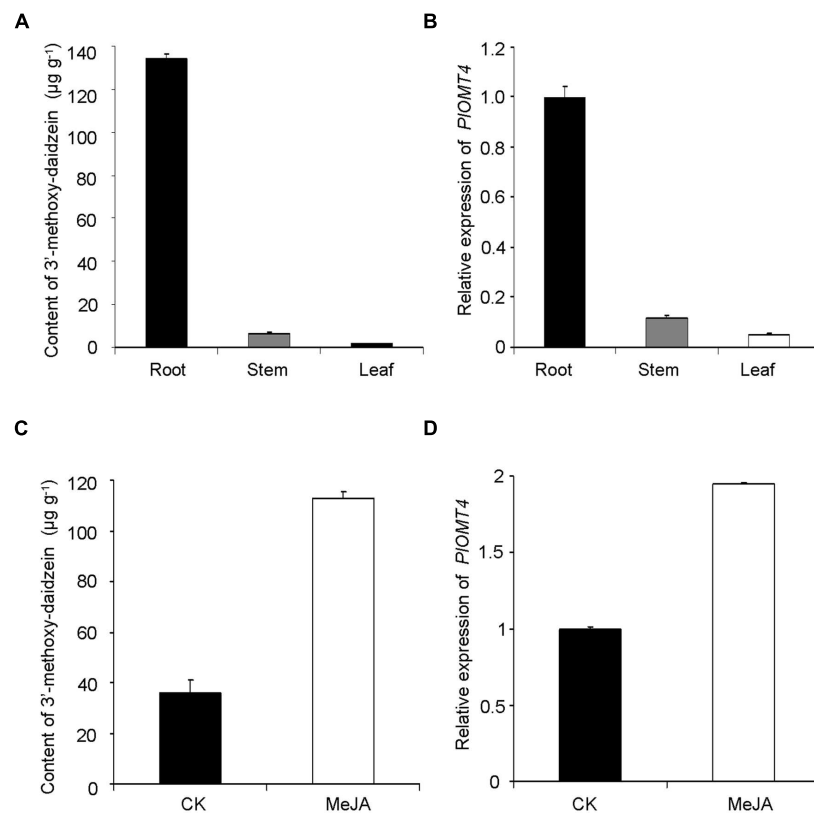 A
Content of 3'-methoxy-daidzein (µg g⁻¹)
140
120
100
80
60
40
20
0
Root Stem Leaf
B
Relative expression of PlOMT4
1.2
1.0
0.8
0.6
0.4
0.2
0
Root Stem Leaf
C
Content of 3'-methoxy-daidzein (µg g⁻¹)
120
100
80
60
40
20
0
CK MeJA
D
Relative expression of PlOMT4
2
1.5
1
0.5
0
CK MeJA